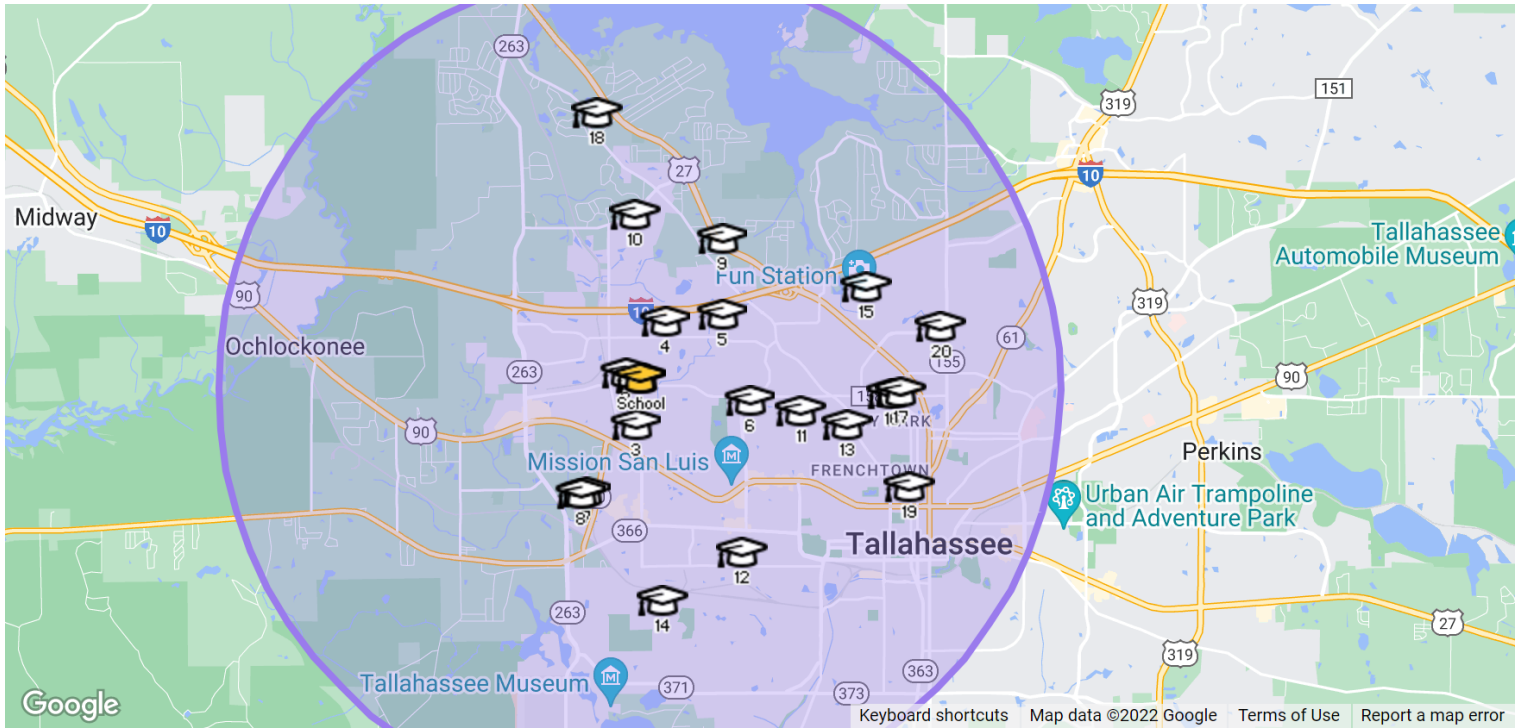 263
319
151
18
27
10
Midway
10
10
9
Tallahassee
Automobile Museum
Fun Station
90
319
15
10
4
5
20
61
155
Ochlockonee
263
90
School
6
11
17
13
3
90
FRENCHTOWN
Mission San Luis
Perkins
87
19
Urban Air Trampoline
and Adventure Park
366
Tallahassee
12
263
14
27
319
363
Tallahassee Museum
371
373
Google
Keyboard shortcuts
Map data ©2022 Google
Terms of Use
Report a map error